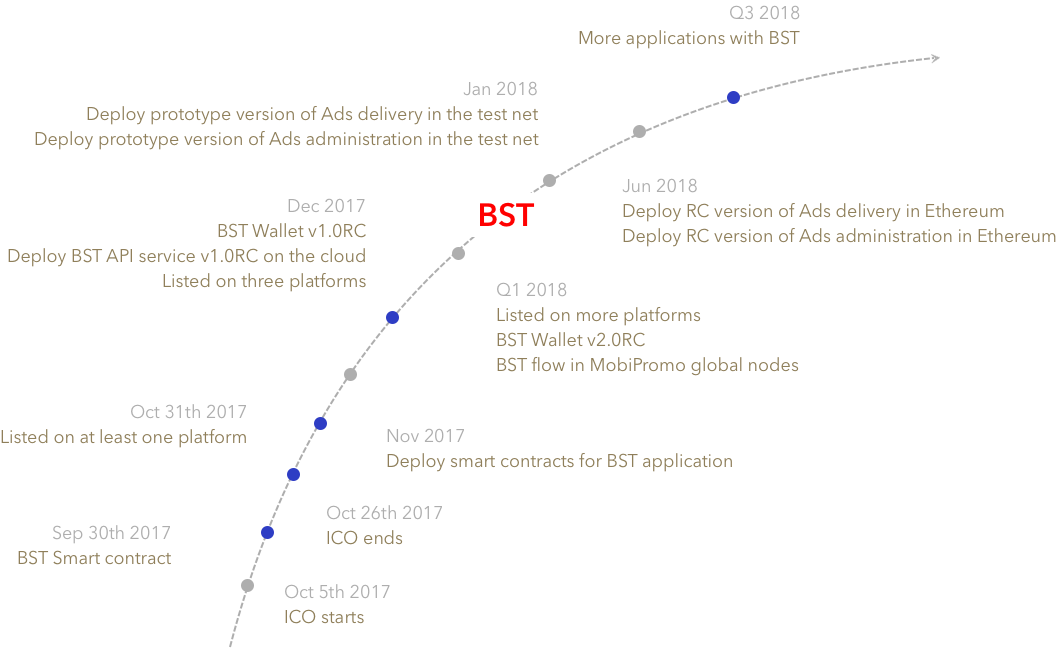 Q3 2018
More applications with BST
Jan 2018
Deploy prototype version of Ads delivery in the test net
Deploy prototype version of Ads administration in the test net
Jun 2018
Deploy RC version of Ads delivery in Ethereum
Deploy RC version of Ads administration in Ethereum
BST
Dec 2017
BST Wallet v1.0RC
Deploy BST API service v1.0RC on the cloud
Listed on three platforms
Q1 2018
Listed on more platforms
BST Wallet v2.0RC
BST flow in MobiPromo global nodes
Oct 31th 2017
Listed on at least one platform
Nov 2017
Deploy smart contracts for BST application
Oct 26th 2017
ICO ends
Sep 30th 2017
BST Smart contract
Oct 5th 2017
ICO starts